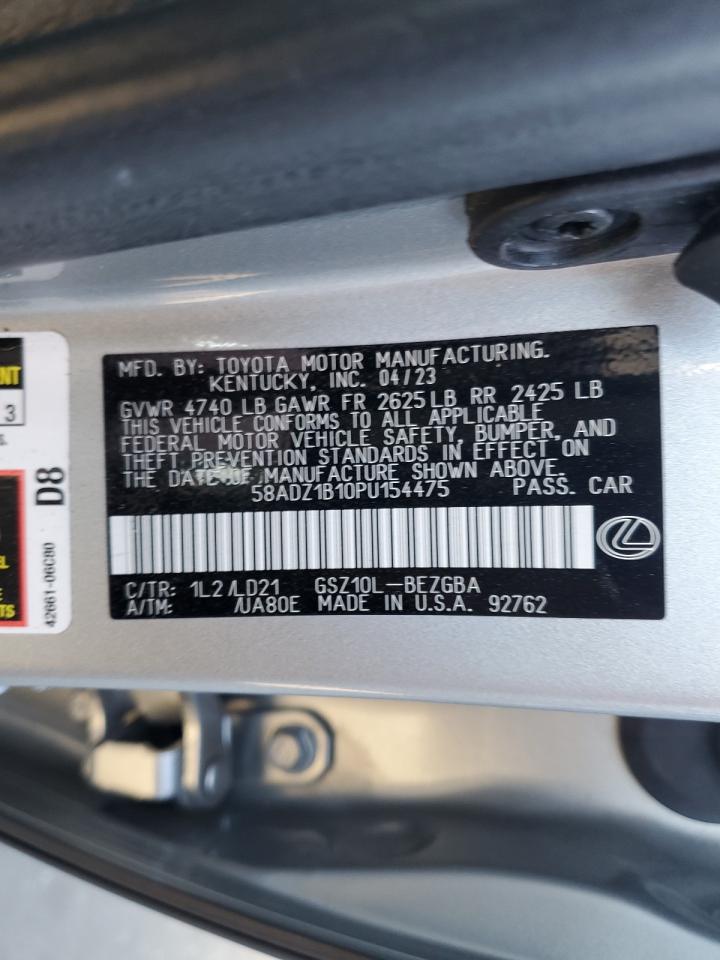 MFD. BY: TOYOTA MOTOR MANUFACTURING.
KENTUCKY, INC. 04/23
GVWR 4740 LB GAWR FR 2625 LB RR 2425 LB
THIS VEHICLE CONFORMS TO ALL APPLICABLE
FEDERAL MOTOR VEHICLE SAFETY, BUMPER, AND
THEFT PREVENTION STANDARDS IN EFFECT ON
THE DATE OF MANUFACTURE SHOWN ABOVE.
58ADZ1B10PU154475 PASS. CAR
C/TR: 1L2 /LD21 GSZ10L-BEZGBA
A/TM: /UA80E MADE IN U.S.A. 92762
3
D8
42661-06C80